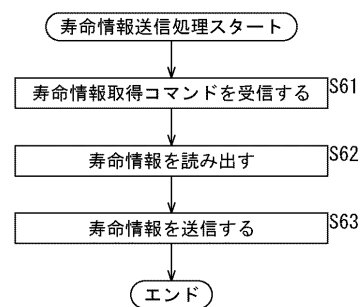 寿命情報送信処理スタート
寿命情報取得コマンドを受信する S61
寿命情報を読み出す S62
寿命情報を送信する S63
エンド